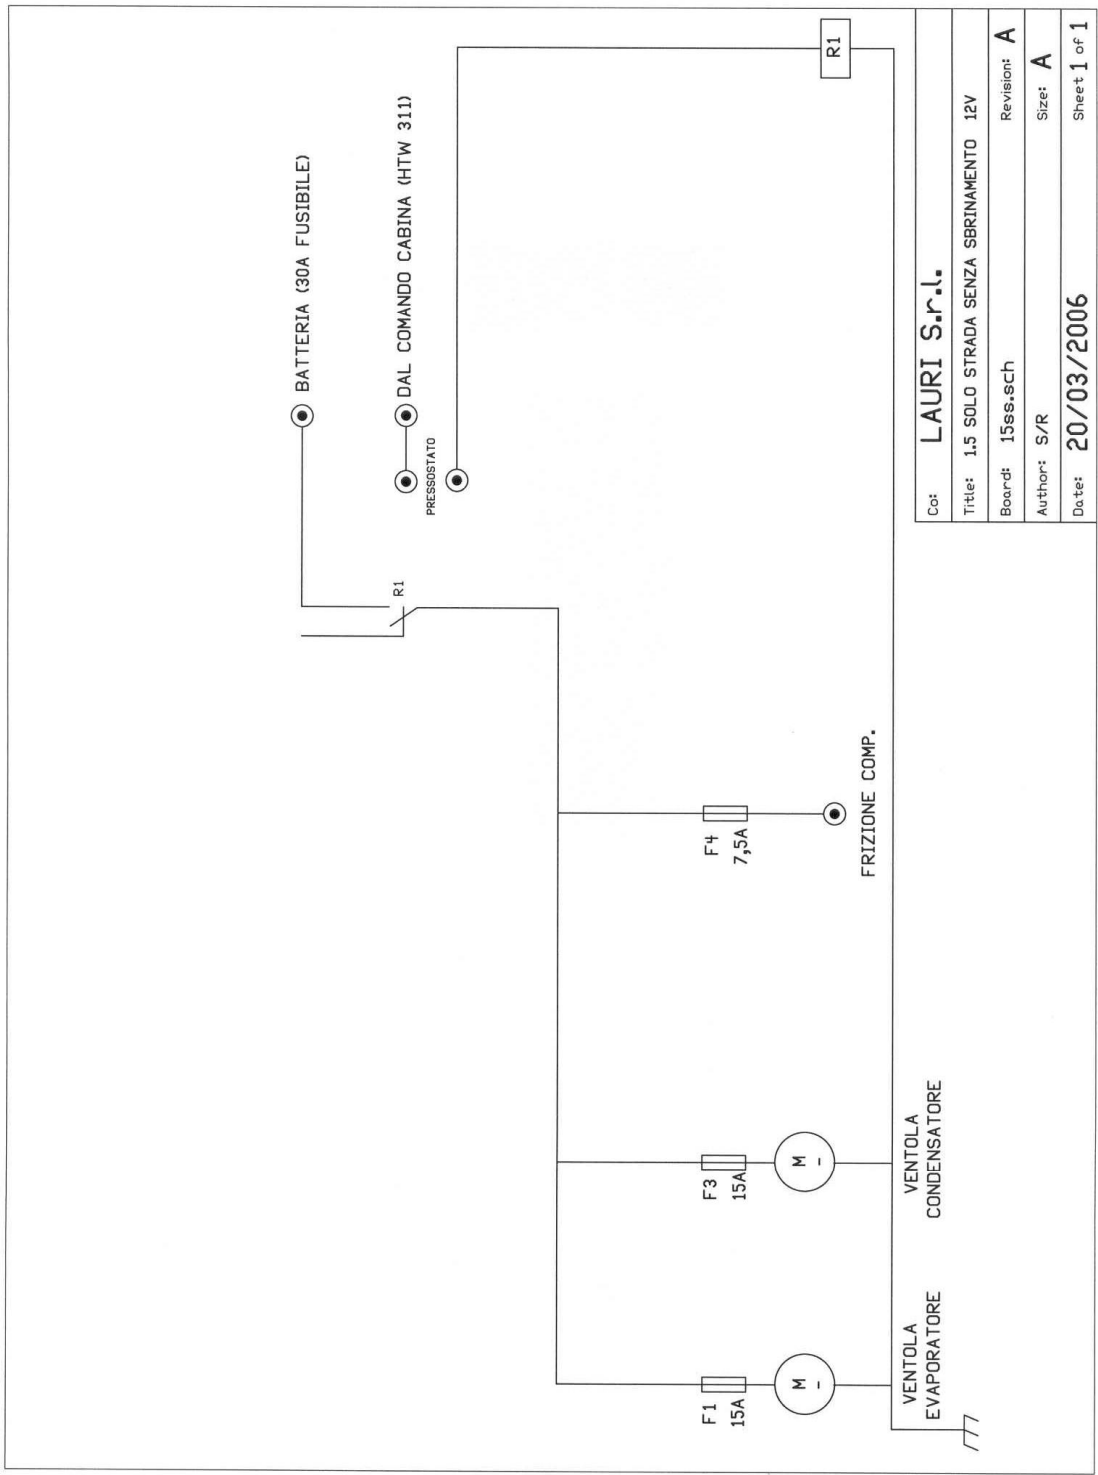 BATTERIA (30A FUSIBILE)
DAL COMANDO CABINA (HTW 311)
PRESSOSTATO
R1
R1
F1
15A
M
-
VENTOLA
EVAPORATORE
F3
15A
M
-
VENTOLA
CONDENSATORE
F4
7,5A
FRIZIONE COMP.
Co: LAURI S.r.l.
Title: 1.5 SOLO STRADA SENZA SBRINAMENTO 12V
Board: 15ss.sch Revision: A
Author: S/R Size: A
Date: 20/03/2006 Sheet 1 of 1